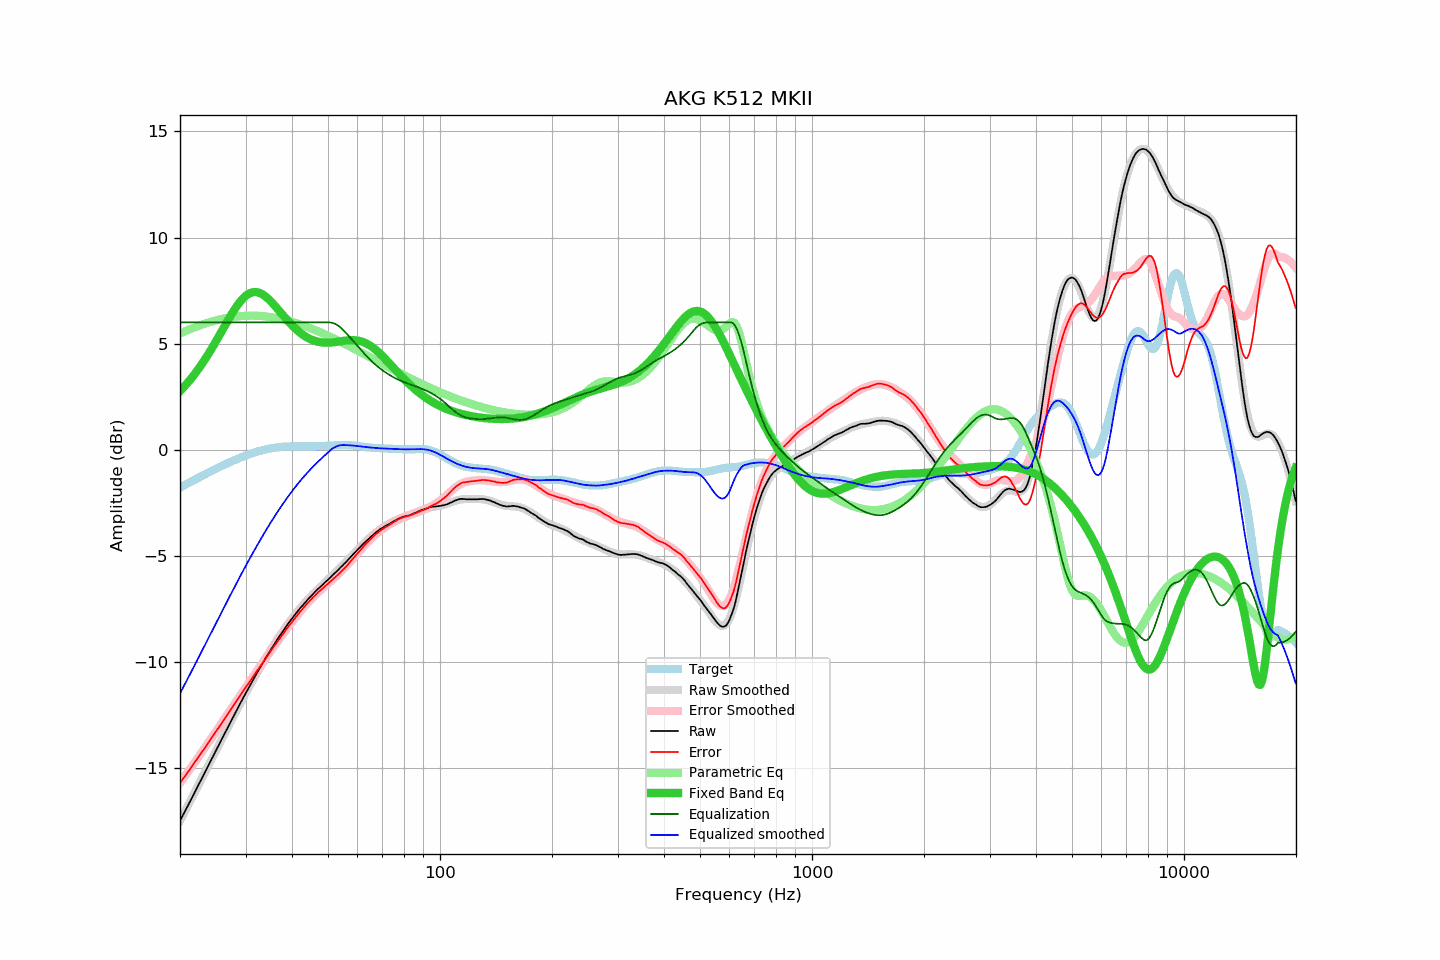 AKG K512 MKII
15
10
5
0
−5
−10
−15
Amplitude (dBr)
100
1000
10000
Frequency (Hz)
Target
Raw Smoothed
Error Smoothed
Raw
Error
Parametric Eq
Fixed Band Eq
Equalization
Equalized smoothed